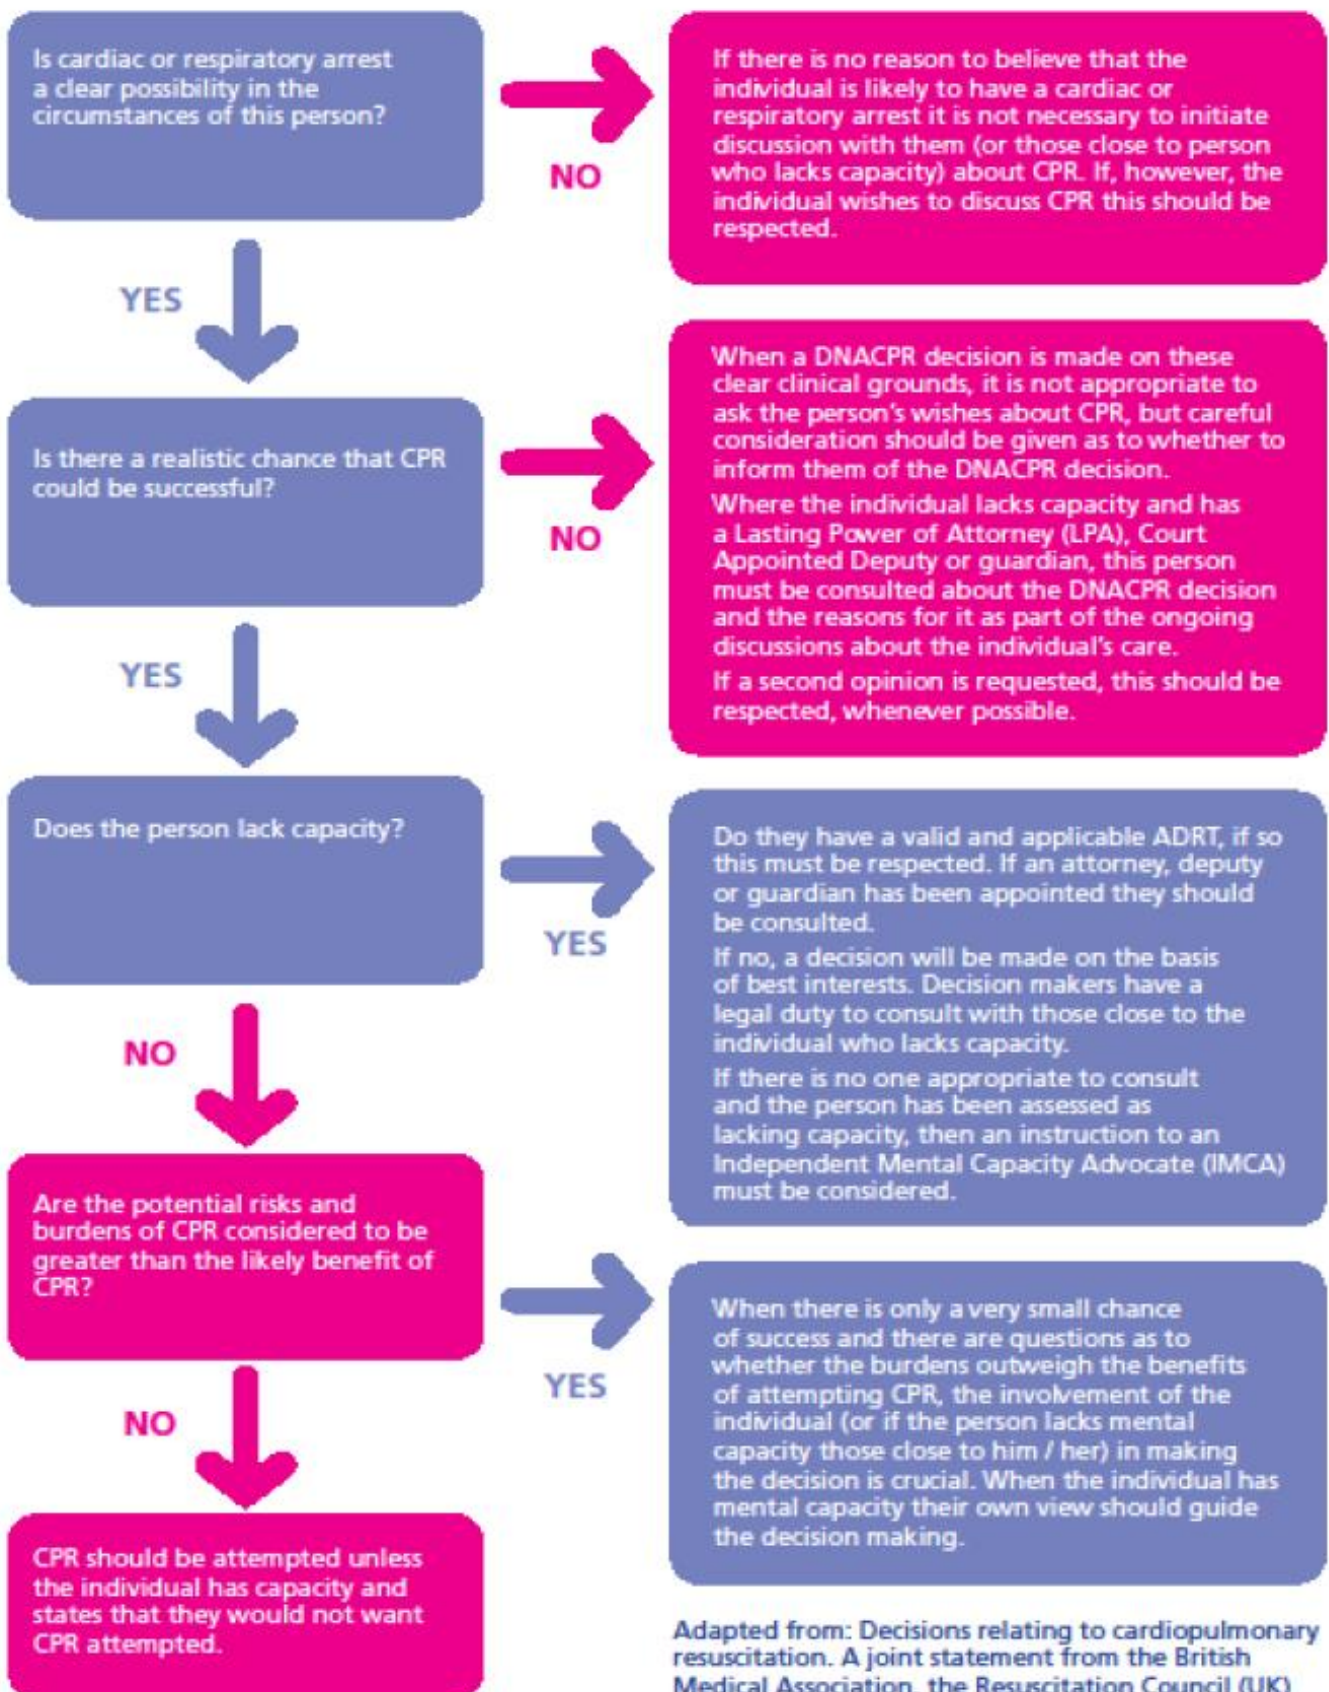 Is cardiac or respiratory arrest
a clear possibility in the
circumstances of this person?
NO
If there is no reason to believe that the
individual is likely to have a cardiac or
respiratory arrest it is not necessary to initiate
discussion with them (or those close to person
who lacks capacity) about CPR. If, however, the
individual wishes to discuss CPR this should be
respected.
YES
Is there a realistic chance that CPR
could be successful?
NO
When a DNACPR decision is made on these
clear clinical grounds, it is not appropriate to
ask the person's wishes about CPR, but careful
consideration should be given as to whether to
inform them of the DNACPR decision.
Where the individual lacks capacity and has
a Lasting Power of Attorney (LPA), Court
Appointed Deputy or guardian, this person
must be consulted about the DNACPR decision
and the reasons for it as part of the ongoing
discussions about the individual's care.
If a second opinion is requested, this should be
respected, whenever possible.
YES
Does the person lack capacity?
YES
Do they have a valid and applicable ADRT, if so
this must be respected. If an attorney, deputy
or guardian has been appointed they should
be consulted.
If no, a decision will be made on the basis
of best interests. Decision makers have a
legal duty to consult with those close to the
individual who lacks capacity.
If there is no one appropriate to consult
and the person has been assessed as
lacking capacity, then an instruction to an
Independent Mental Capacity Advocate (IMCA)
must be considered.
NO
Are the potential risks and
burdens of CPR considered to be
greater than the likely benefit of
CPR?
YES
When there is only a very small chance
of success and there are questions as to
whether the burdens outweigh the benefits
of attempting CPR, the involvement of the
individual (or if the person lacks mental
capacity those close to him / her) in making
the decision is crucial. When the individual has
mental capacity their own view should guide
the decision making.
NO
CPR should be attempted unless
the individual has capacity and
states that they would not want
CPR attempted.
Adapted from: Decisions relating to cardiopulmonary
resuscitation. A joint statement from the British
Medical Association, the Resuscitation Council (UK)